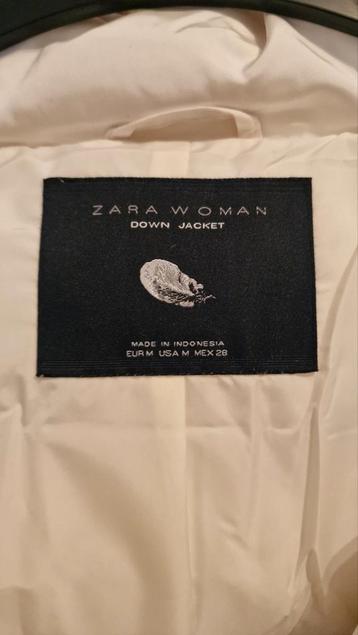 ZARA WOMAN
DOWN JACKET
MADE IN INDONESIA
EUR M USA M MEX 28